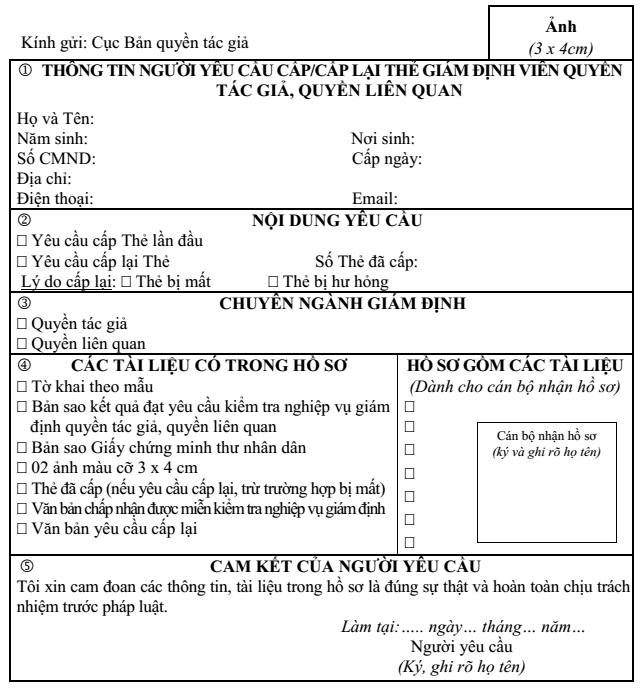 Kính gửi: Cục Bản quyền tác giả
Ảnh
(3 x 4cm)
① THÔNG TIN NGƯỜI YÊU CẦU CẤP/CẤP LẠI THẺ GIÁM ĐỊNH VIÊN QUYỀN
TÁC GIẢ, QUYỀN LIÊN QUAN
Họ và Tên:
Năm sinh: Nơi sinh:
Số CMND: Cấp ngày:
Địa chỉ:
Điện thoại: Email:
② NỘI DUNG YÊU CẦU
□ Yêu cầu cấp Thẻ lần đầu
□ Yêu cầu cấp lại Thẻ Số Thẻ đã cấp:
Lý do cấp lại: □ Thẻ bị mất □ Thẻ bị hư hỏng
③ CHUYÊN NGÀNH GIÁM ĐỊNH
□ Quyền tác giả
□ Quyền liên quan
④ CÁC TÀI LIỆU CÓ TRONG HỒ SƠ
□ Tờ khai theo mẫu
□ Bản sao kết quả đạt yêu cầu kiểm tra nghiệp vụ giám
định quyền tác giả, quyền liên quan
□ Bản sao Giấy chứng minh thư nhân dân
□ 02 ảnh màu cỡ 3 x 4 cm
□ Thẻ đã cấp (nếu yêu cầu cấp lại, trừ trường hợp bị mất)
□ Văn bản chấp nhận được miễn kiểm tra nghiệp vụ giám định
□ Văn bản yêu cầu cấp lại
HỒ SƠ GỒM CÁC TÀI LIỆU
(Dành cho cán bộ nhận hồ sơ)
□
□
□
□
□
□
□
Cán bộ nhận hồ sơ
(ký và ghi rõ họ tên)
⑤ CAM KẾT CỦA NGƯỜI YÊU CẦU
Tôi xin cam đoan các thông tin, tài liệu trong hồ sơ là đúng sự thật và hoàn toàn chịu trách
nhiệm trước pháp luật.
Làm tại:..... ngày... tháng... năm...
Người yêu cầu
(Ký, ghi rõ họ tên)